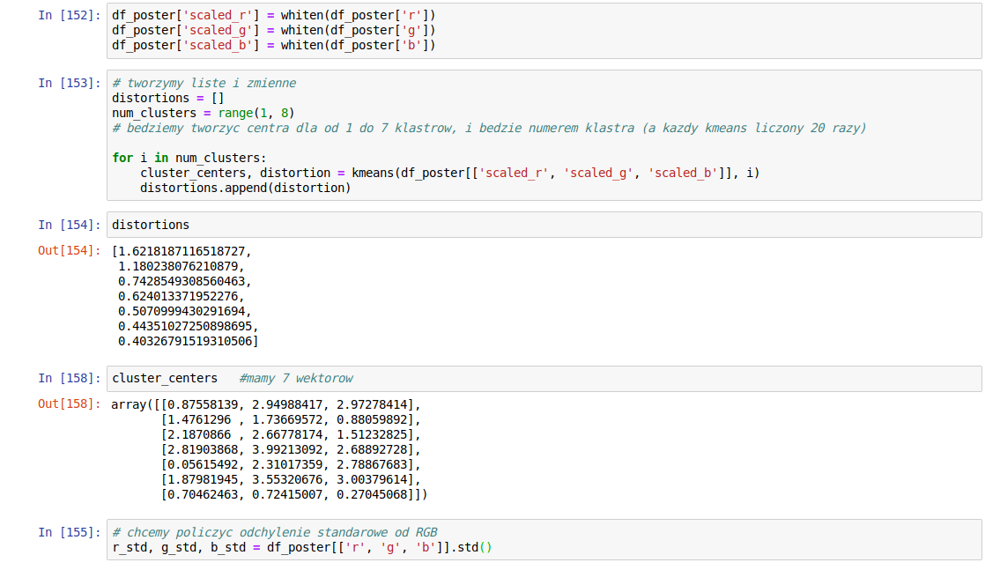 In [152]: df_poster['scaled_r'] = whiten(df_poster['r'])
df_poster['scaled_g'] = whiten(df_poster['g'])
df_poster['scaled_b'] = whiten(df_poster['b'])
In [153]: # tworzymy liste i zmienne
distortions = []
num_clusters = range(1, 8)
# bedziemy tworzyc centra dla od 1 do 7 klastrow, i bedzie numerem klastra (a kazdy kmeans liczony 20 razy)
for i in num_clusters:
cluster_centers, distortion = kmeans(df_poster[['scaled_r', 'scaled_g', 'scaled_b']], i)
distortions.append(distortion)
In [154]: distortions
Out[154]: [1.6218187116518727,
1.180238076210879,
0.7428549308560463,
0.624013371952276,
0.5070999430291694,
0.44351027250898695,
0.40326791519310506]
In [158]: cluster_centers #mamy 7 wektorow
Out[158]: array([[0.87558139, 2.94988417, 2.97278414],
[1.4761296 , 1.73669572, 0.88059892],
[2.1870866 , 2.66778174, 1.51232825],
[2.81903868, 3.99213092, 2.68892728],
[0.05615492, 2.31017359, 2.78867683],
[1.87981945, 3.55320676, 3.00379614],
[0.70462463, 0.72415007, 0.27045068]])
In [155]: # chcemy policzyc odchylenie standarowe od RGB
r_std, g_std, b_std = df_poster[['r', 'g', 'b']].std()